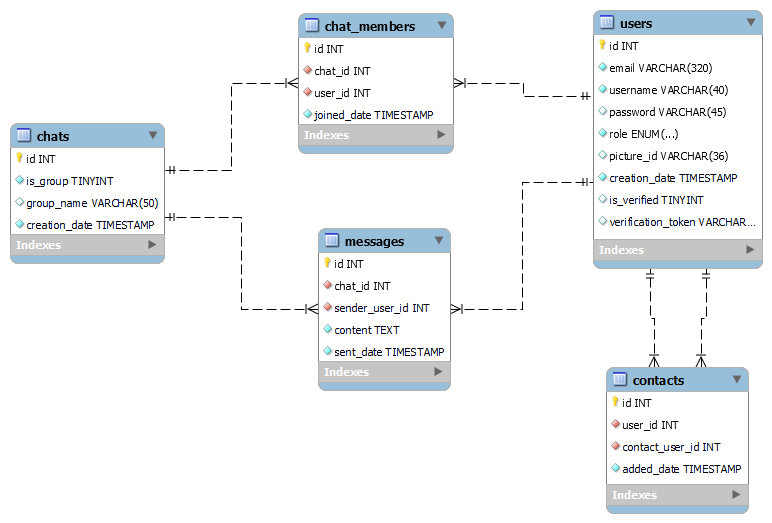 chat_members
id INT
chat_id INT
user_id INT
joined_date TIMESTAMP
Indexes
users
id INT
email VARCHAR(320)
username VARCHAR(40)
password VARCHAR(45)
role ENUM(...)
picture_id VARCHAR(36)
creation_date TIMESTAMP
is_verified TINYINT
verification_token VARCHAR...
Indexes
chats
id INT
is_group TINYINT
group_name VARCHAR(50)
creation_date TIMESTAMP
Indexes
messages
id INT
chat_id INT
sender_user_id INT
content TEXT
sent_date TIMESTAMP
Indexes
contacts
id INT
user_id INT
contact_user_id INT
added_date TIMESTAMP
Indexes